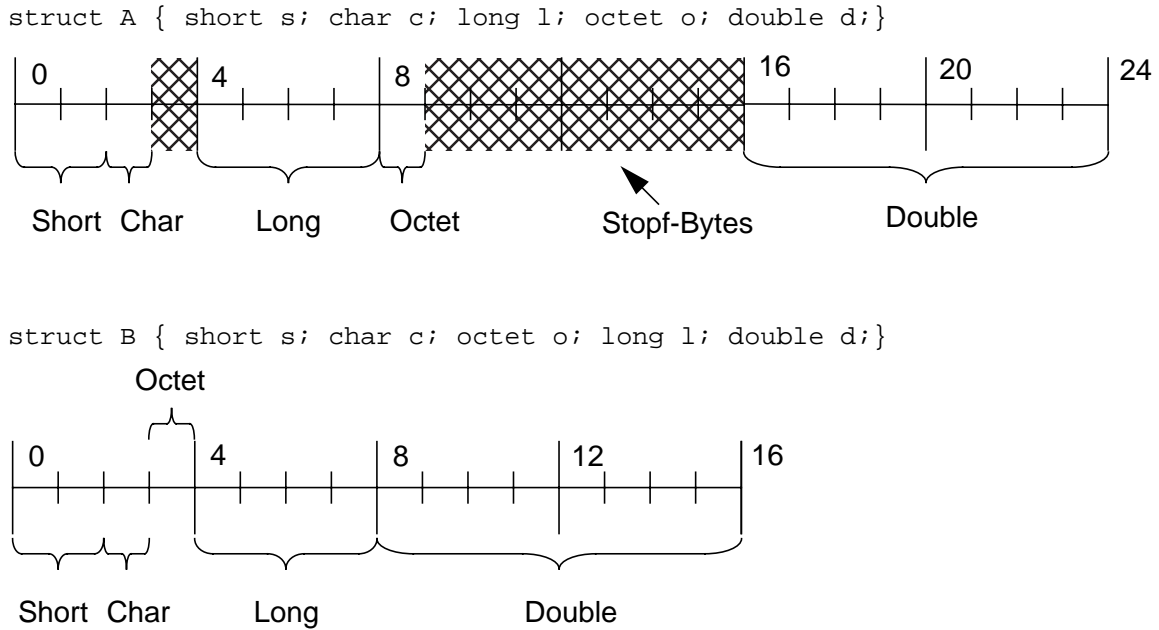 struct A { short s; char c; long l; octet o; double d;}
0 4 8 16 20 24
Short Char Long Octet Stopf-Bytes Double
struct B { short s; char c; octet o; long l; double d;}
Octet
0 4 8 12 16
Short Char Long Double